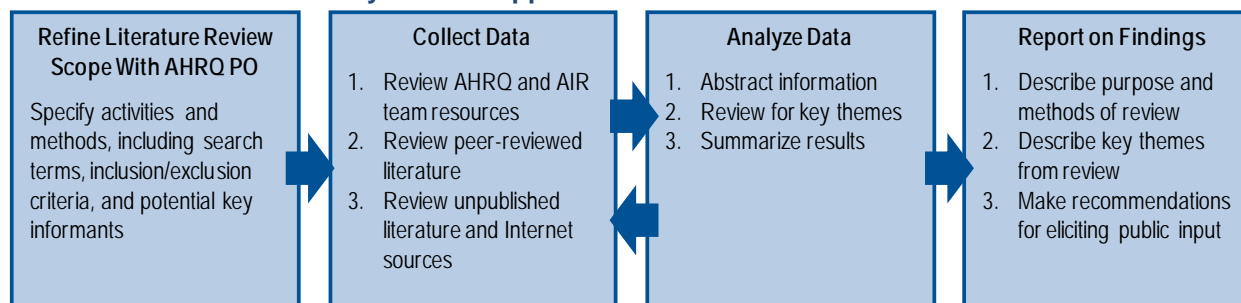 Refine Literature Review
Scope With AHRQ PO
Specify activities and
methods, including search
terms, inclusion/exclusion
criteria, and potential key
informants
Collect Data
1. Review AHRQ and AIR
team resources
2. Review peer-reviewed
literature
3. Review unpublished
literature and Internet
sources
Analyze Data
1. Abstract information
2. Review for key themes
3. Summarize results
Report on Findings
1. Describe purpose and
methods of review
2. Describe key themes
from review
3. Make recommendations
for eliciting public input